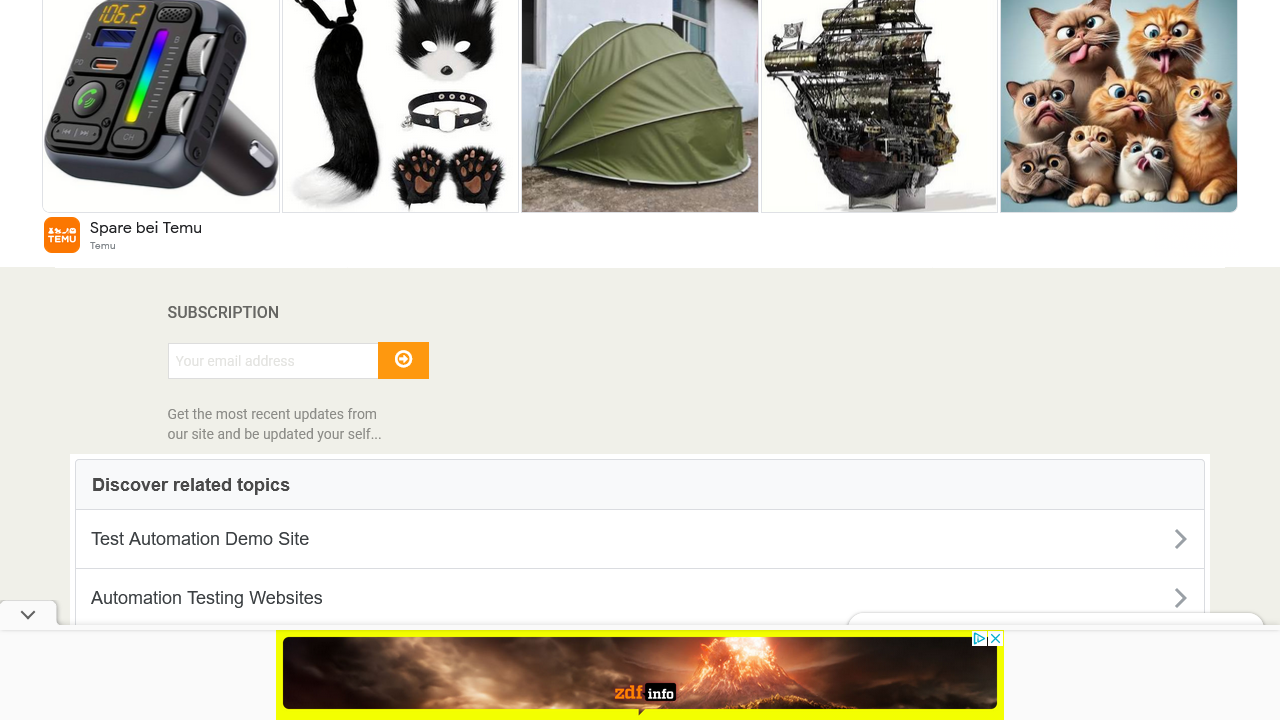 106.2
CH
TEMU
Spare bei Temu
Temu
SUBSCRIPTION
Your email address
Get the most recent updates from
our site and be updated your self...
Discover related topics
Test Automation Demo Site
Automation Testing Websites
zdf info